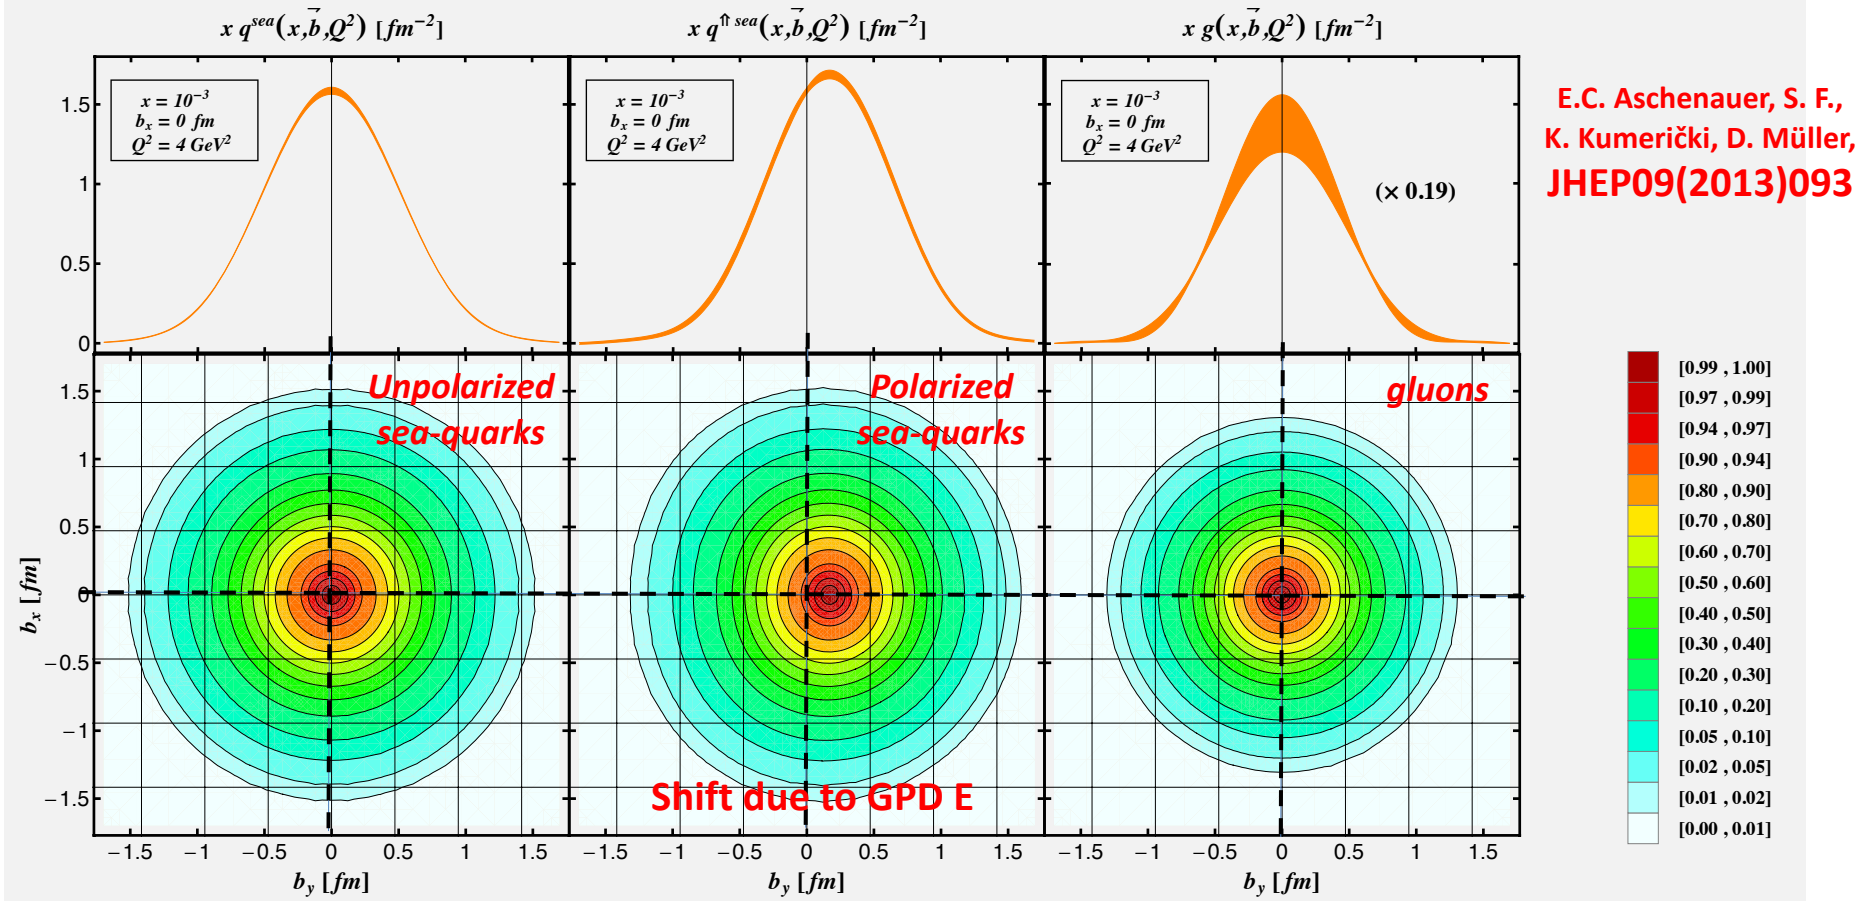 x q^sea(x,b⃗,Q²) [fm⁻²]
x q^⇑ sea(x,b⃗,Q²) [fm⁻²]
x g(x,b⃗,Q²) [fm⁻²]
x = 10⁻³
b_x = 0 fm
Q² = 4 GeV²
x = 10⁻³
b_x = 0 fm
Q² = 4 GeV²
x = 10⁻³
b_x = 0 fm
Q² = 4 GeV²
(× 0.19)
1.5
1
0.5
0
E.C. Aschenauer, S. F.,
K. Kumerički, D. Müller,
JHEP09(2013)093
Unpolarized
sea-quarks
Polarized
sea-quarks
gluons
Shift due to GPD E
b_x [fm]
1.5
1
0.5
0
−0.5
−1
−1.5
−1.5 −1 −0.5 0 0.5 1 1.5
−1.5 −1 −0.5 0 0.5 1 1.5
−1.5 −1 −0.5 0 0.5 1 1.5
b_y [fm]
b_y [fm]
b_y [fm]
[0.99 , 1.00]
[0.97 , 0.99]
[0.94 , 0.97]
[0.90 , 0.94]
[0.80 , 0.90]
[0.70 , 0.80]
[0.60 , 0.70]
[0.50 , 0.60]
[0.40 , 0.50]
[0.30 , 0.40]
[0.20 , 0.30]
[0.10 , 0.20]
[0.05 , 0.10]
[0.02 , 0.05]
[0.01 , 0.02]
[0.00 , 0.01]